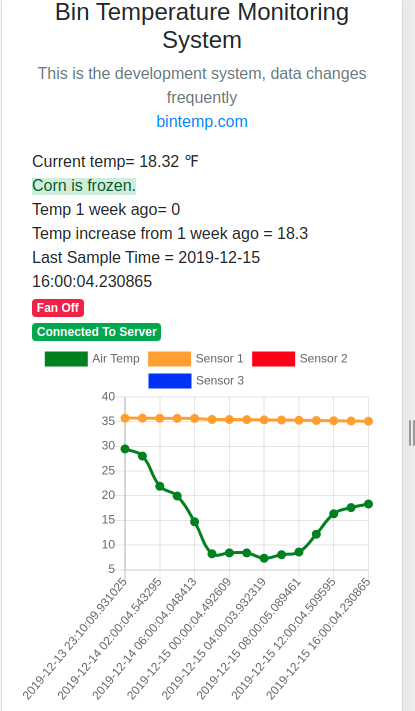 Bin Temperature Monitoring
System
This is the development system, data changes
frequently
bintemp.com
Current temp= 18.32 °F
Corn is frozen.
Temp 1 week ago= 0
Temp increase from 1 week ago = 18.3
Last Sample Time = 2019-12-15
16:00:04.230865
Fan Off
Connected To Server
Air Temp Sensor 1 Sensor 2
Sensor 3
40
35
30
25
20
15
10
5
2019-12-13 23:10:09.931025
2019-12-14 02:00:04.543295
2019-12-14 06:00:04.048413
2019-12-15 00:00:04.492609
2019-12-15 04:00:03.932319
2019-12-15 08:00:05.089461
2019-12-15 12:00:04.509595
2019-12-15 16:00:04.230865